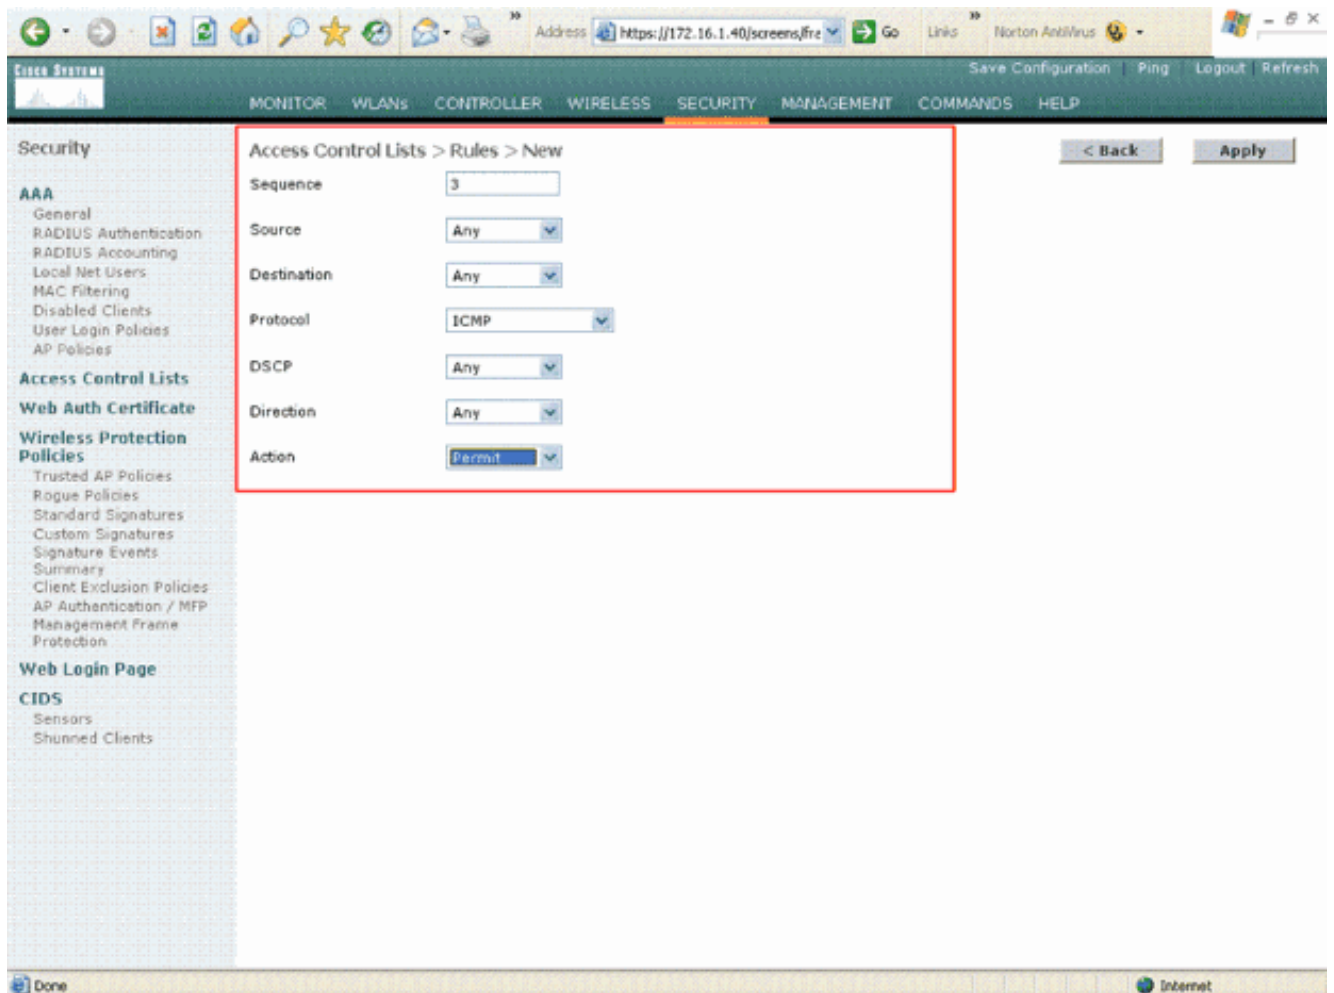 Address https://172.16.1.40/screens/fra Go Links Norton AntiVirus
CISCO SYSTEMS
Save Configuration | Ping Logout | Refresh
MONITOR WLANs CONTROLLER WIRELESS SECURITY MANAGEMENT COMMANDS HELP
Security
AAA
General
RADIUS Authentication
RADIUS Accounting
Local Net Users
MAC Filtering
Disabled Clients
User Login Policies
AP Policies
Access Control Lists
Web Auth Certificate
Wireless Protection
Policies
Trusted AP Policies
Rogue Policies
Standard Signatures
Custom Signatures
Signature Events
Summary
Client Exclusion Policies
AP Authentication / MFP
Management Frame
Protection
Web Login Page
CIDS
Sensors
Shunned Clients
Access Control Lists > Rules > New
< Back Apply
Sequence 3
Source Any
Destination Any
Protocol ICMP
DSCP Any
Direction Any
Action Permit
Done Internet